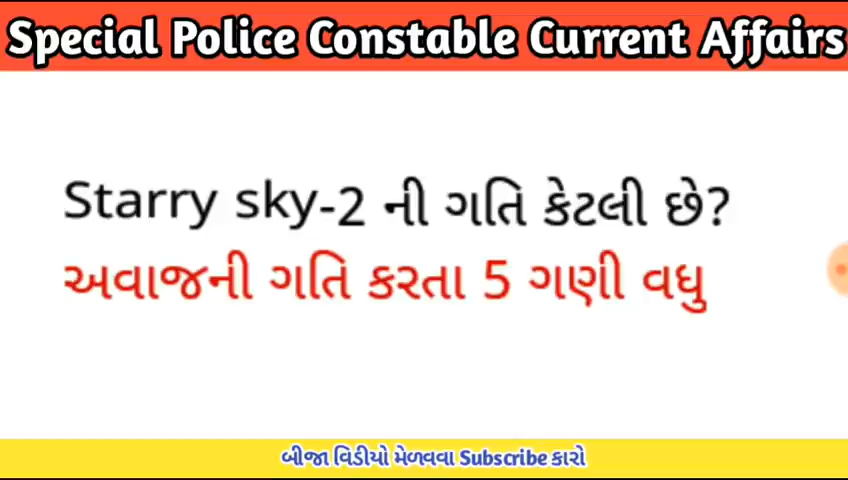 Special Police Constable Current Affairs
Starry sky-2 ની ગતિ કેટલી છે?
અવાજની ગતિ કરતા 5 ગણી વધુ
બીજા વિડીયો મેળવવા Subscribe કારો